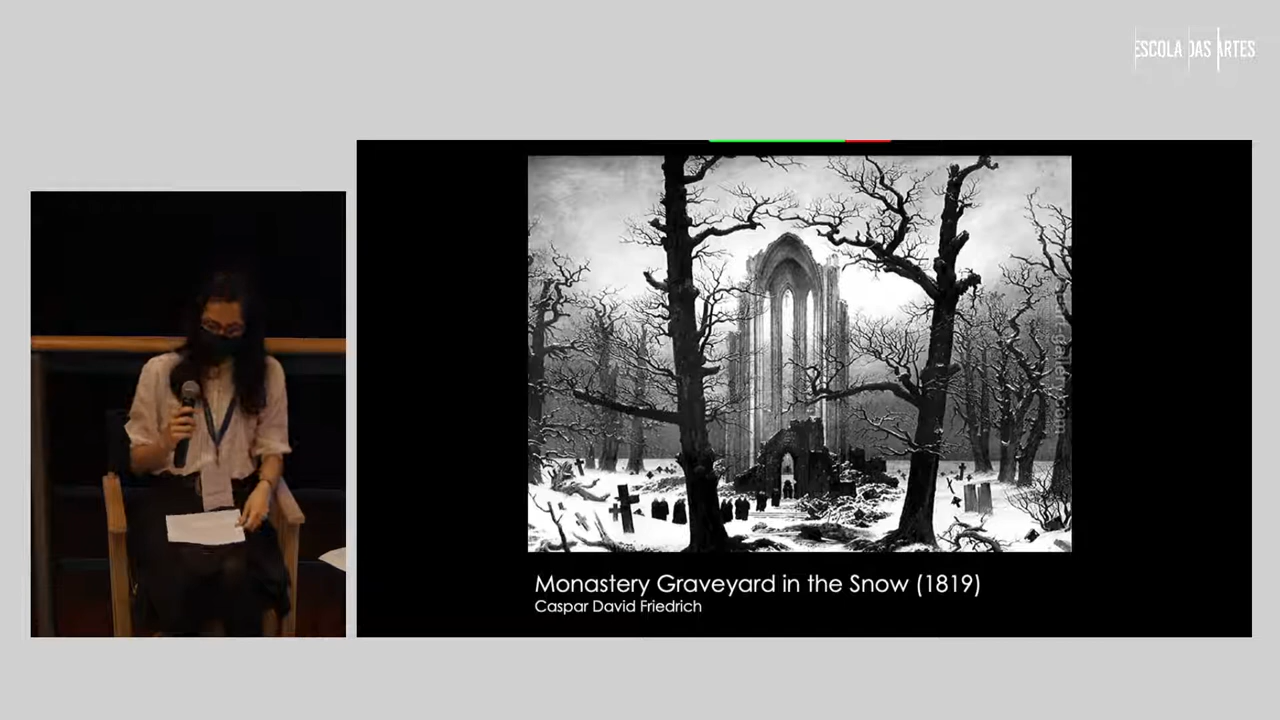 ESCOLA DAS ARTES
Monastery Graveyard in the Snow (1819)
Caspar David Friedrich